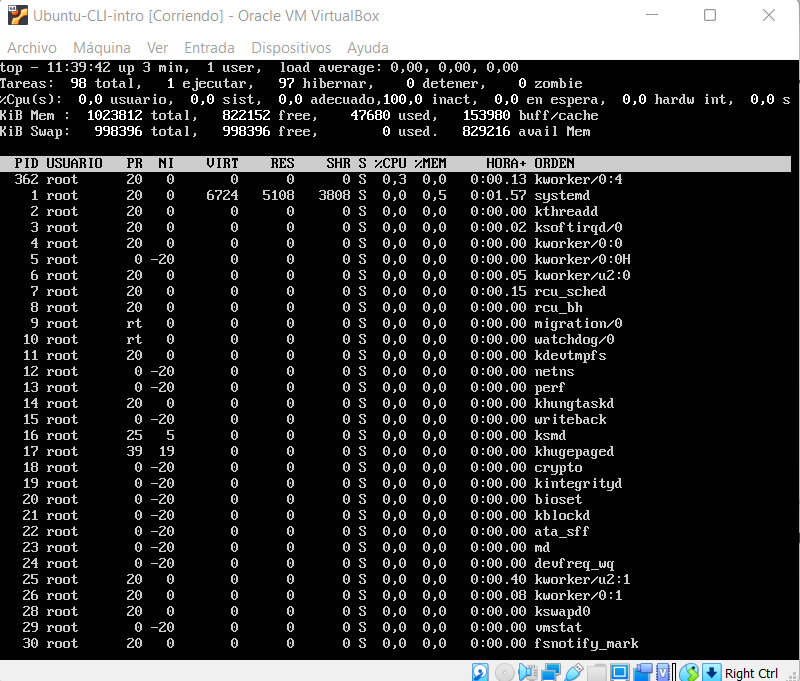 Ubuntu-CLI-intro [Corriendo] - Oracle VM VirtualBox
Archivo Máquina Ver Entrada Dispositivos Ayuda
top - 11:39:42 up 3 min, 1 user, load average: 0,00, 0,00, 0,00
Tareas: 98 total, 1 ejecutar, 97 hibernar, 0 detener, 0 zombie
%Cpu(s): 0,0 usuario, 0,0 sist, 0,0 adecuado,100,0 inact, 0,0 en espera, 0,0 hardw int, 0,0 s
KiB Mem : 1023812 total, 822152 free, 47680 used, 153980 buff/cache
KiB Swap: 998396 total, 998396 free, 0 used. 829216 avail Mem
PID USUARIO PR NI VIRT RES SHR S %CPU %MEM HORA+ ORDEN
362 root 20 0 0 0 0 S 0,3 0,0 0:00.13 kworker/0:4
1 root 20 0 6724 5108 3808 S 0,0 0,5 0:01.57 systemd
2 root 20 0 0 0 0 S 0,0 0,0 0:00.00 kthreadd
3 root 20 0 0 0 0 S 0,0 0,0 0:00.02 ksoftirqd/0
4 root 20 0 0 0 0 S 0,0 0,0 0:00.00 kworker/0:0
5 root 0 -20 0 0 0 S 0,0 0,0 0:00.00 kworker/0:0H
6 root 20 0 0 0 0 S 0,0 0,0 0:00.05 kworker/u2:0
7 root 20 0 0 0 0 S 0,0 0,0 0:00.15 rcu_sched
8 root 20 0 0 0 0 S 0,0 0,0 0:00.00 rcu_bh
9 root rt 0 0 0 0 S 0,0 0,0 0:00.00 migration/0
10 root rt 0 0 0 0 S 0,0 0,0 0:00.00 watchdog/0
11 root 20 0 0 0 0 S 0,0 0,0 0:00.00 kdevtmpfs
12 root 0 -20 0 0 0 S 0,0 0,0 0:00.00 netns
13 root 0 -20 0 0 0 S 0,0 0,0 0:00.00 perf
14 root 20 0 0 0 0 S 0,0 0,0 0:00.00 khungtaskd
15 root 0 -20 0 0 0 S 0,0 0,0 0:00.00 writeback
16 root 25 5 0 0 0 S 0,0 0,0 0:00.00 ksmd
17 root 39 19 0 0 0 S 0,0 0,0 0:00.00 khugepaged
18 root 0 -20 0 0 0 S 0,0 0,0 0:00.00 crypto
19 root 0 -20 0 0 0 S 0,0 0,0 0:00.00 kintegrityd
20 root 0 -20 0 0 0 S 0,0 0,0 0:00.00 bioset
21 root 0 -20 0 0 0 S 0,0 0,0 0:00.00 kblockd
22 root 0 -20 0 0 0 S 0,0 0,0 0:00.00 ata_sff
23 root 0 -20 0 0 0 S 0,0 0,0 0:00.00 md
24 root 0 -20 0 0 0 S 0,0 0,0 0:00.00 devfreq_wq
25 root 20 0 0 0 0 S 0,0 0,0 0:00.40 kworker/u2:1
26 root 20 0 0 0 0 S 0,0 0,0 0:00.08 kworker/0:1
28 root 20 0 0 0 0 S 0,0 0,0 0:00.00 kswapd0
29 root 0 -20 0 0 0 S 0,0 0,0 0:00.00 vmstat
30 root 20 0 0 0 0 S 0,0 0,0 0:00.00 fsnotify_mark
Right Ctrl